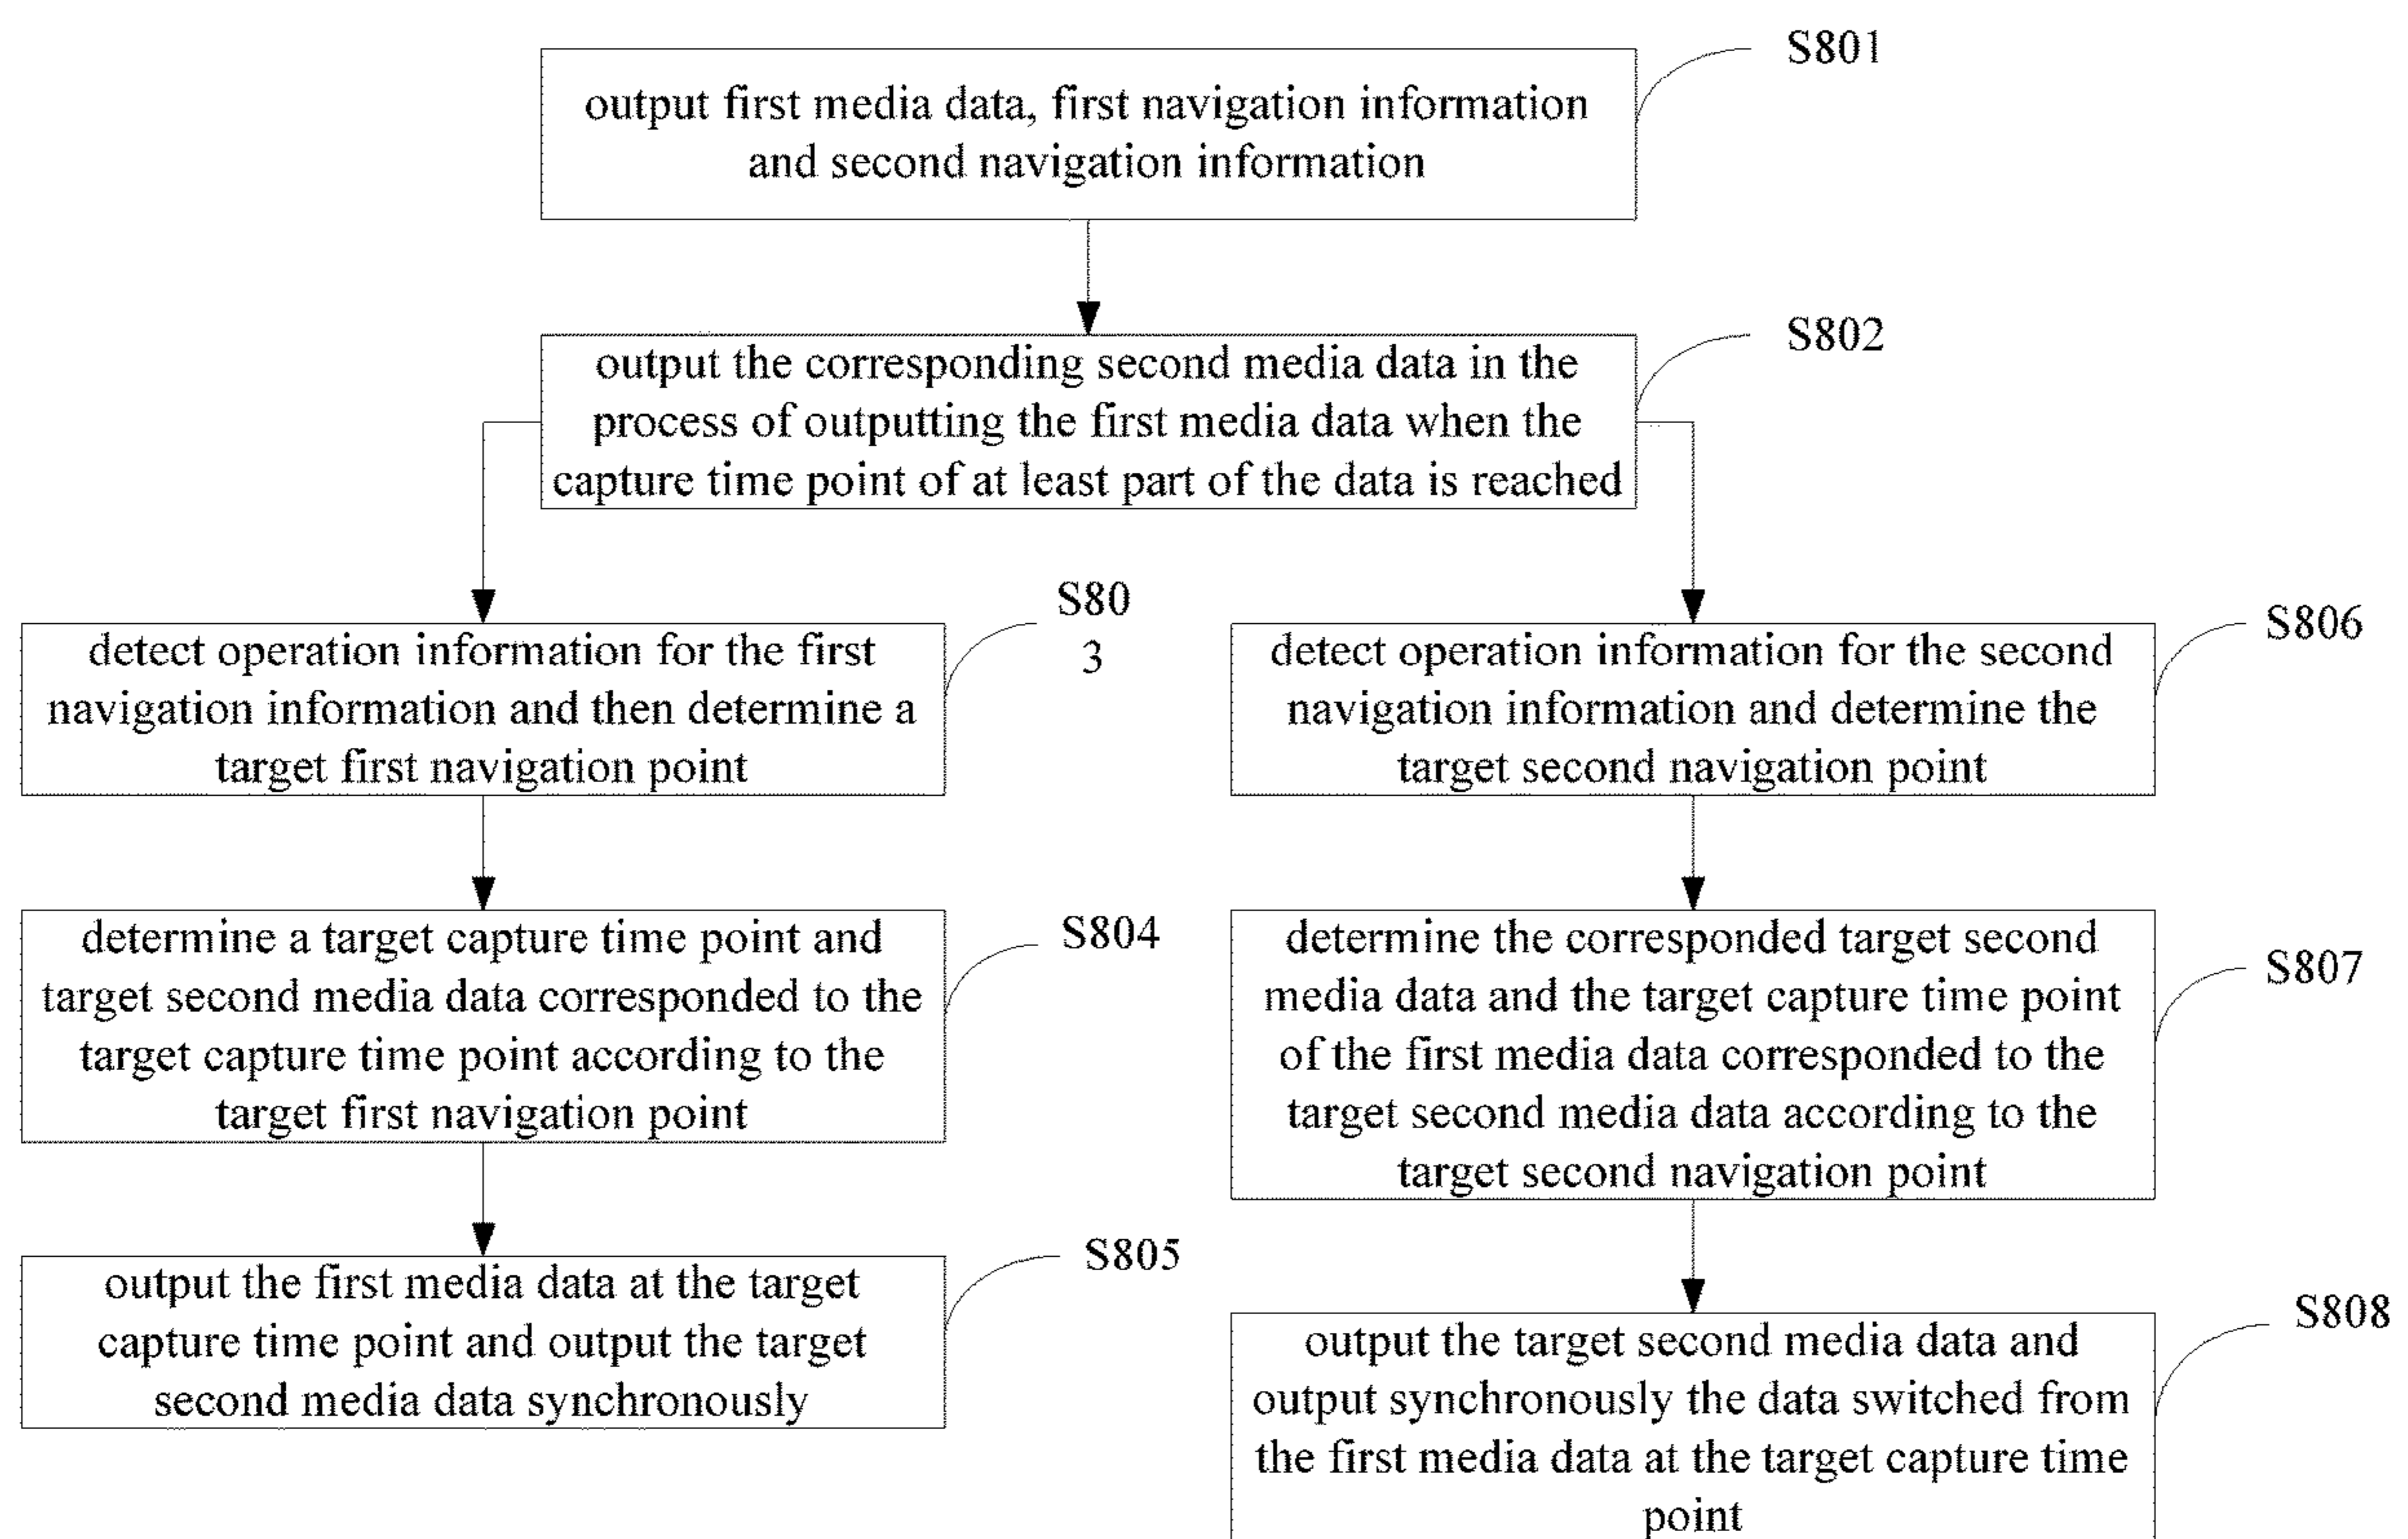 S801
output first media data, first navigation information
and second navigation information
S802
output the corresponding second media data in the
process of outputting the first media data when the
capture time point of at least part of the data is reached
S80
3
detect operation information for the first
navigation information and then determine a
target first navigation point
S804
determine a target capture time point and
target second media data corresponded to the
target capture time point according to the
target first navigation point
S805
output the first media data at the target
capture time point and output the target
second media data synchronously
S806
detect operation information for the second
navigation information and determine the
target second navigation point
S807
determine the corresponded target second
media data and the target capture time point
of the first media data corresponded to the
target second media data according to the
target second navigation point
S808
output the target second media data and
output synchronously the data switched from
the first media data at the target capture time
point